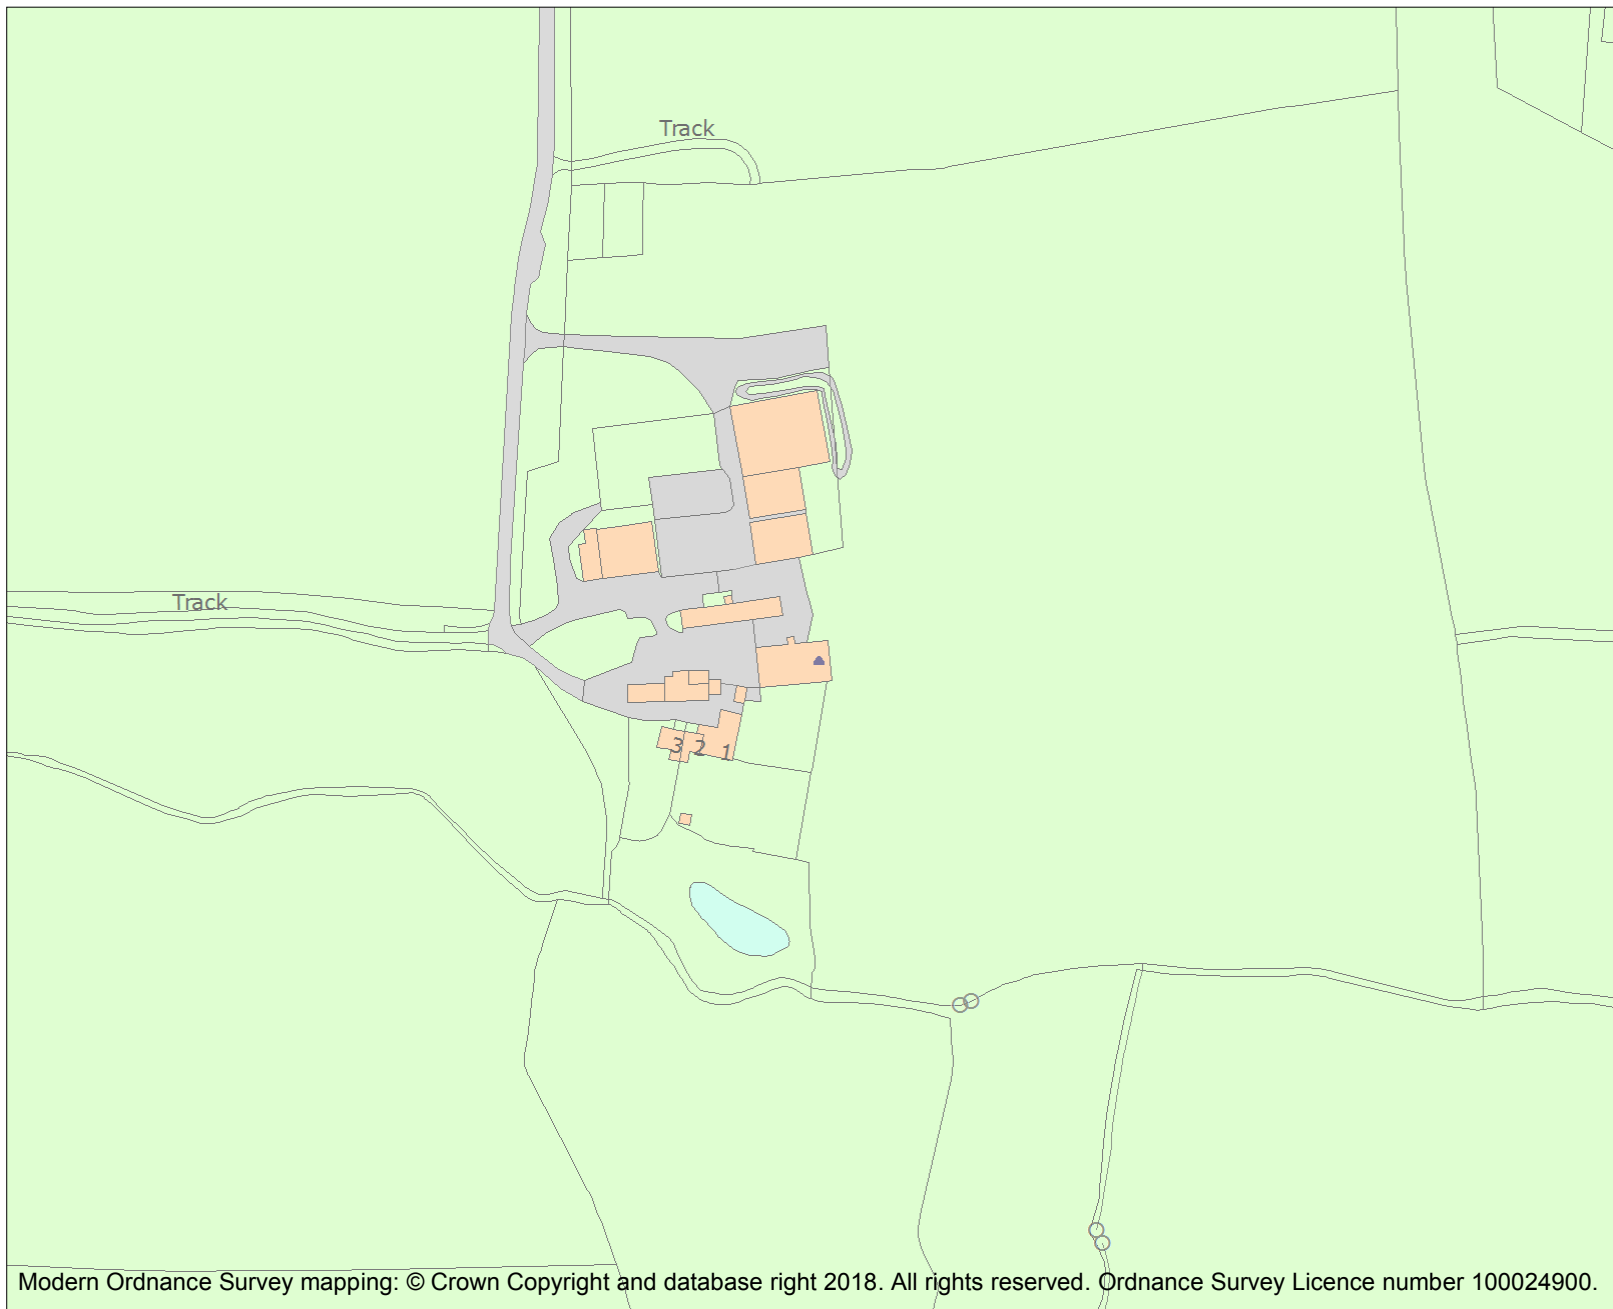 Track
Track
3 2 1
Modern Ordnance Survey mapping: © Crown Copyright and database right 2018. All rights reserved. Ordnance Survey Licence number 100024900.